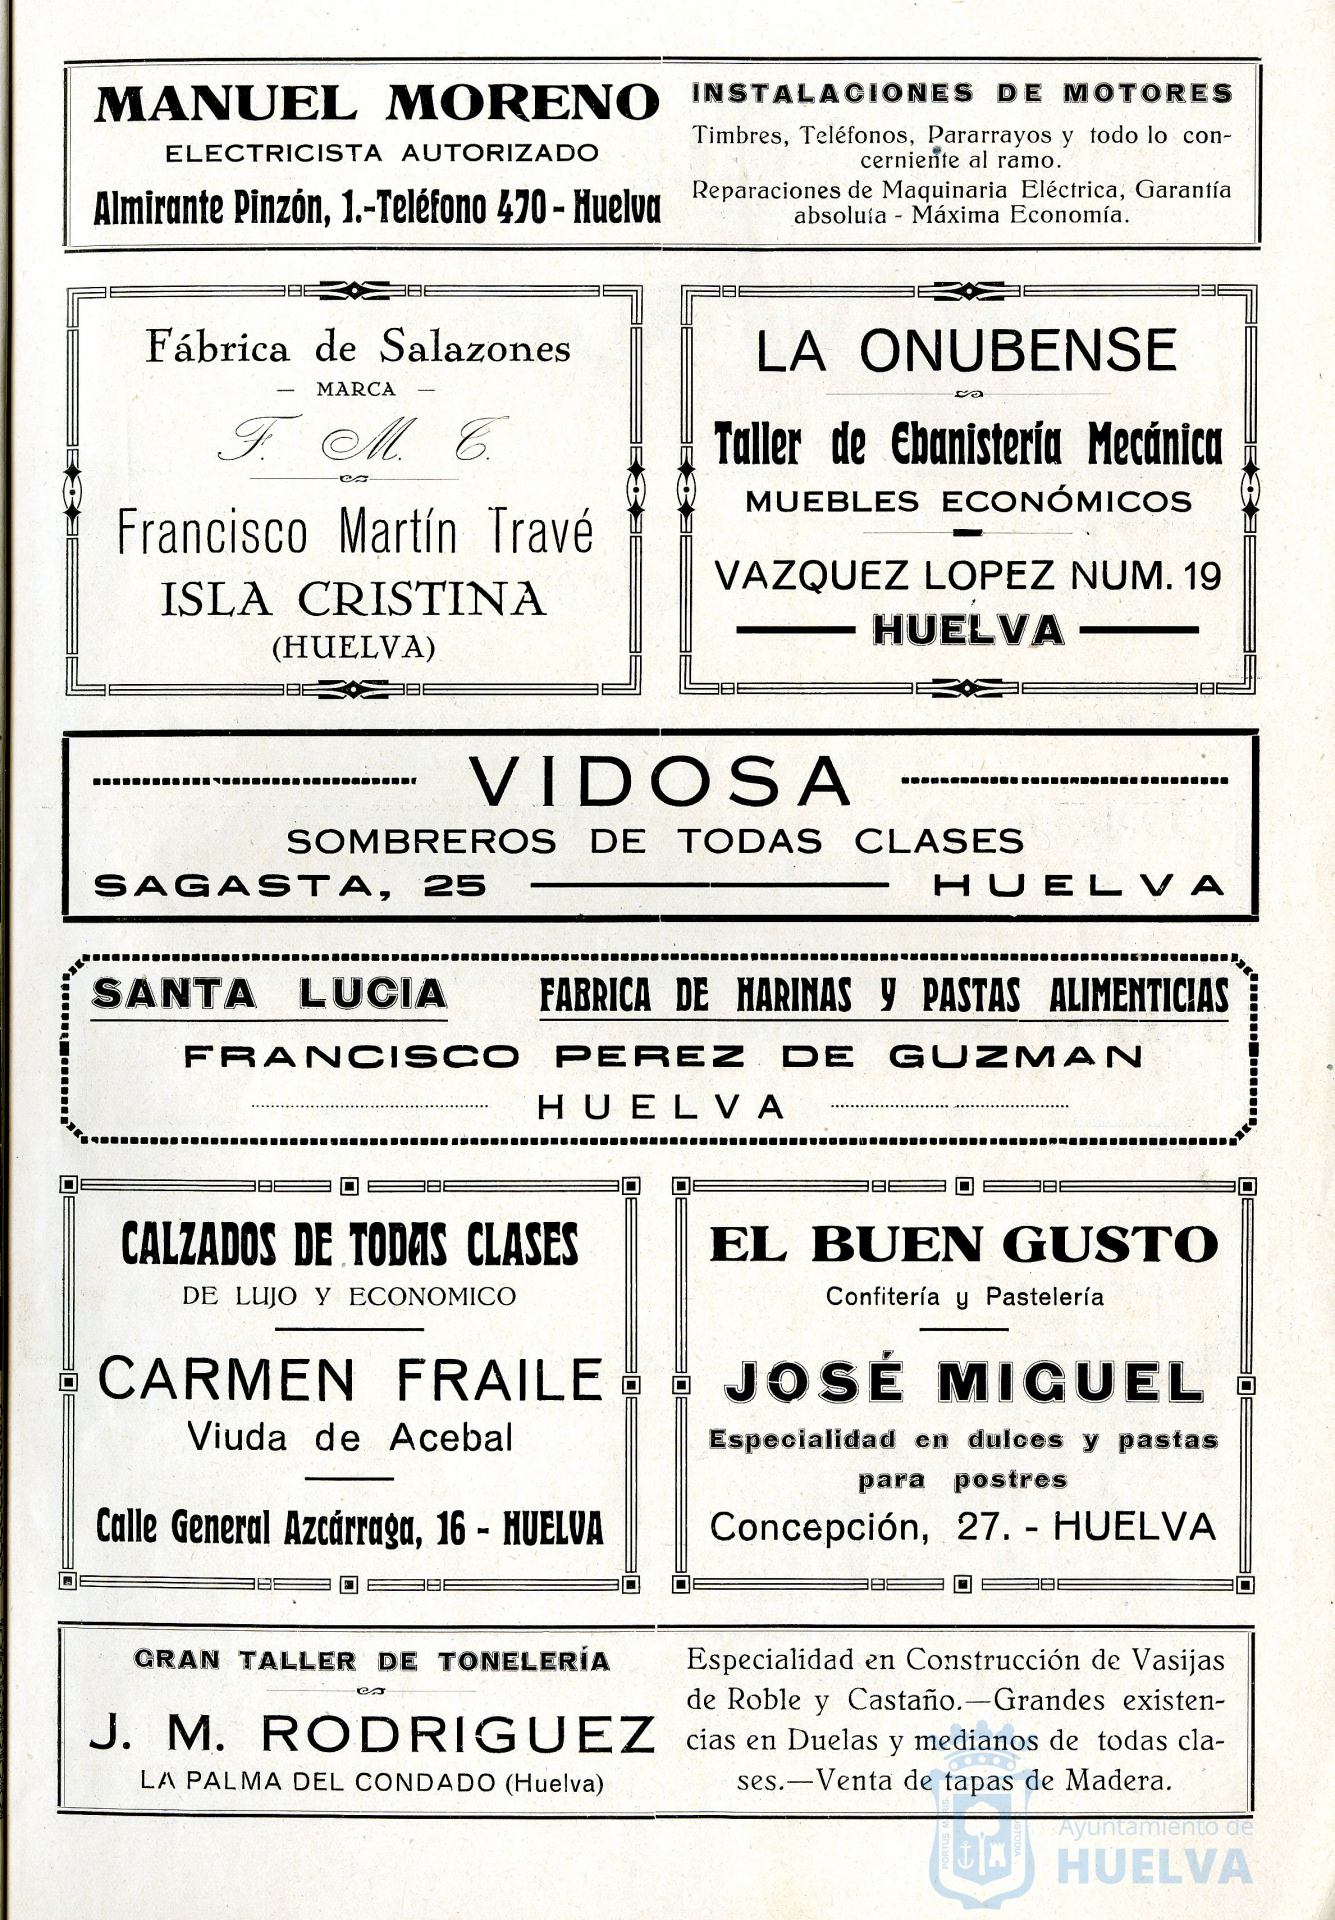 MANUEL MORENO
ELECTRICISTA AUTORIZADO
Almirante Pinzón, 1.-Teléfono 470 - Huelva
INSTALACIONES DE MOTORES
Timbres, Teléfonos, Pararrayos y todo lo con-
cerniente al ramo.
Reparaciones de Maquinaria Eléctrica, Garantía
absoluta - Máxima Economía.
Fábrica de Salazones
— MARCA —
F. M. T.
Francisco Martín Travé
ISLA CRISTINA
(HUELVA)
LA ONUBENSE
Taller de Ebanistería Mecánica
MUEBLES ECONÓMICOS
VAZQUEZ LOPEZ NUM. 19
HUELVA
VIDOSA
SOMBREROS DE TODAS CLASES
SAGASTA, 25 HUELVA
SANTA LUCIA FABRICA DE HARINAS Y PASTAS ALIMENTICIAS
FRANCISCO PEREZ DE GUZMAN
HUELVA
CALZADOS DE TODAS CLASES
DE LUJO Y ECONOMICO
CARMEN FRAILE
Viuda de Acebal
Calle General Azcárraga, 16 - HUELVA
EL BUEN GUSTO
Confitería y Pastelería
JOSÉ MIGUEL
Especialidad en dulces y pastas
para postres
Concepción, 27. - HUELVA
GRAN TALLER DE TONELERÍA
J. M. RODRIGUEZ
LA PALMA DEL CONDADO (Huelva)
Especialidad en Construcción de Vasijas
de Roble y Castaño.—Grandes existen-
cias en Duelas y medianos de todas cla-
ses.—Venta de tapas de Madera.
PORTUS MARIS
CUSTODIA
Ayuntamiento de
HUELVA